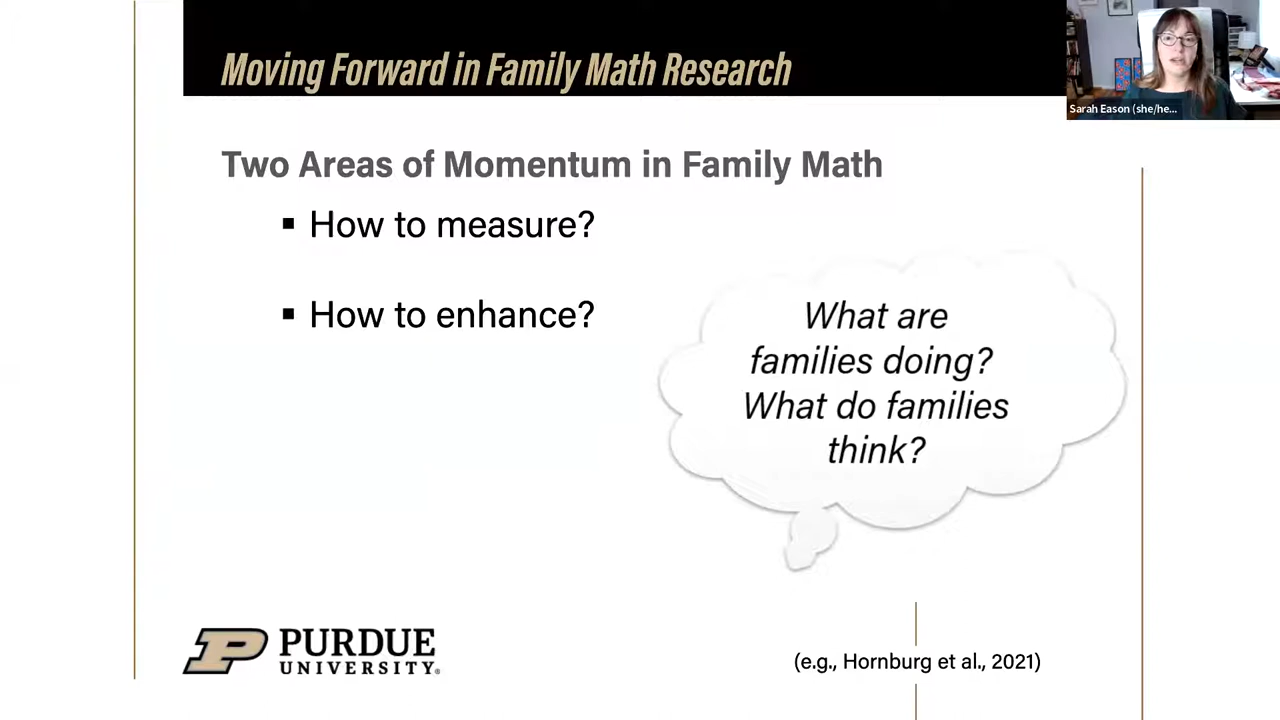 Moving Forward in Family Math Research
Sarah Eason (she/he...
Two Areas of Momentum in Family Math
▪ How to measure?
▪ How to enhance?
What are
families doing?
What do families
think?
PURDUE
UNIVERSITY®
(e.g., Hornburg et al., 2021)